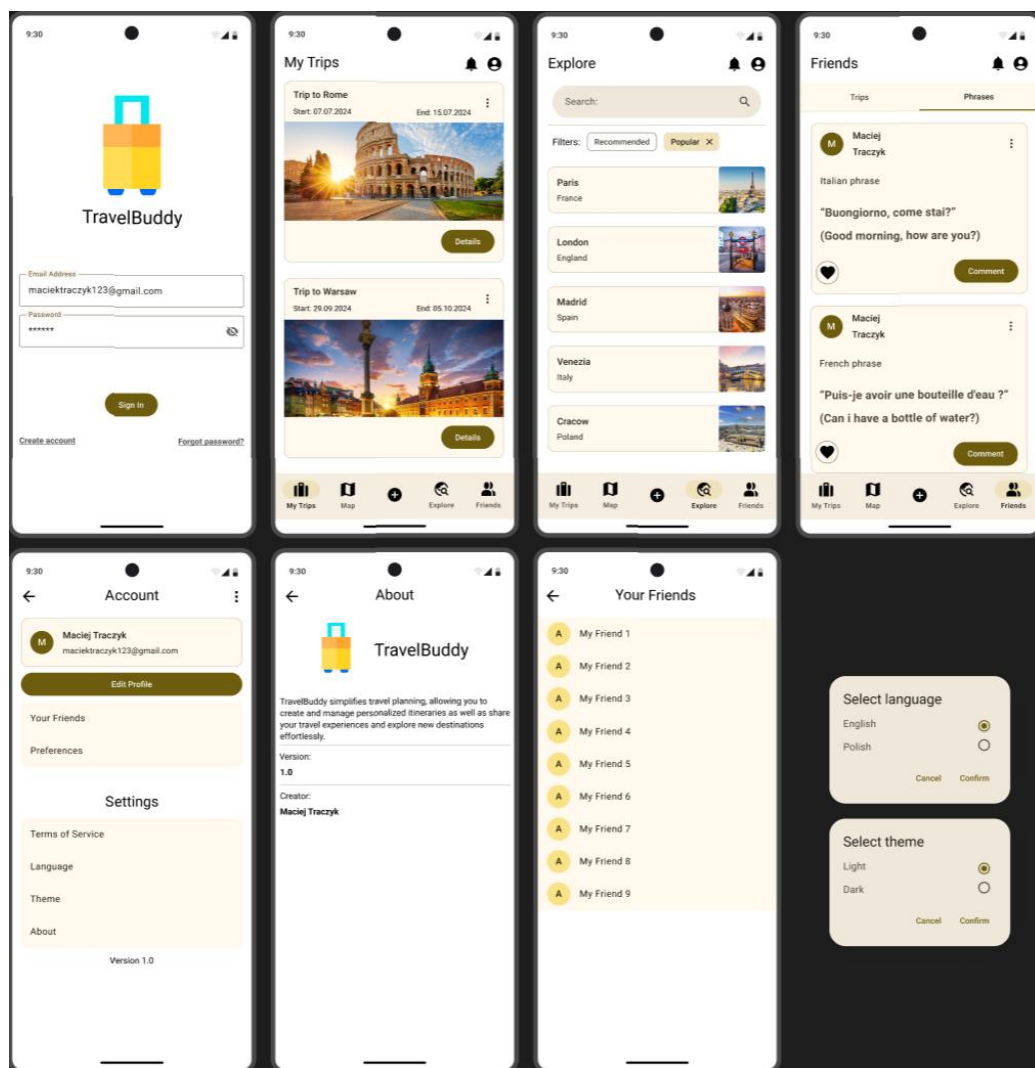 9:30
TravelBuddy
Email Address
maciektraczyk123@gmail.com
Password
******
Sign In
Create account
Forgot password?
9:30
My Trips
Trip to Rome
Start: 07.07.2024
End: 15.07.2024
Details
Trip to Warsaw
Start: 29.09.2024
End: 05.10.2024
Details
My Trips
Map
Explore
Friends
9:30
Explore
Search:
Filters:
Recommended
Popular
Paris
France
London
England
Madrid
Spain
Venezia
Italy
Cracow
Poland
My Trips
Map
Explore
Friends
9:30
Friends
Trips
Phrases
M
Maciej
Traczyk
Italian phrase
"Buongiorno, come stai?"
(Good morning, how are you?)
Comment
M
Maciej
Traczyk
French phrase
"Puis-je avoir une bouteille d'eau ?"
(Can i have a bottle of water?)
Comment
My Trips
Map
Explore
Friends
9:30
Account
M
Maciej Traczyk
maciektraczyk123@gmail.com
Edit Profile
Your Friends
Preferences
Settings
Terms of Service
Language
Theme
About
Version 1.0
9:30
About
TravelBuddy
TravelBuddy simplifies travel planning, allowing you to
create and manage personalized itineraries as well as share
your travel experiences and explore new destinations
effortlessly.
Version:
1.0
Creator:
Maciej Traczyk
9:30
Your Friends
A My Friend 1
A My Friend 2
A My Friend 3
A My Friend 4
A My Friend 5
A My Friend 6
A My Friend 7
A My Friend 8
A My Friend 9
Select language
English
Polish
Cancel
Confirm
Select theme
Light
Dark
Cancel
Confirm